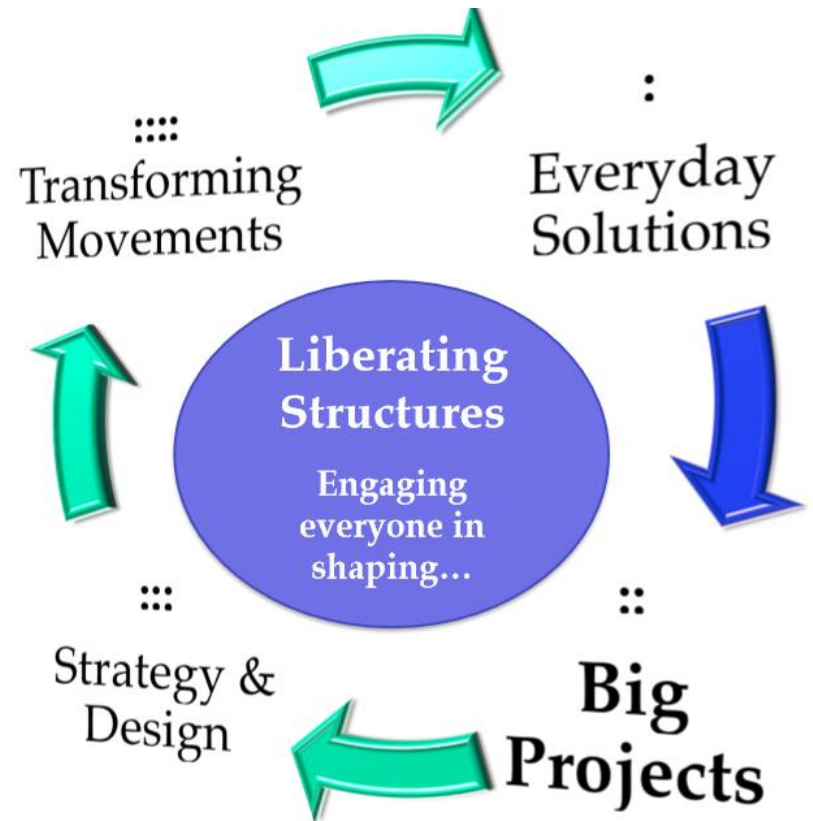 ::::
Transforming
Movements
:
Everyday
Solutions
Liberating
Structures
Engaging
everyone in
shaping...
:::
Strategy &
Design
::
Big
Projects